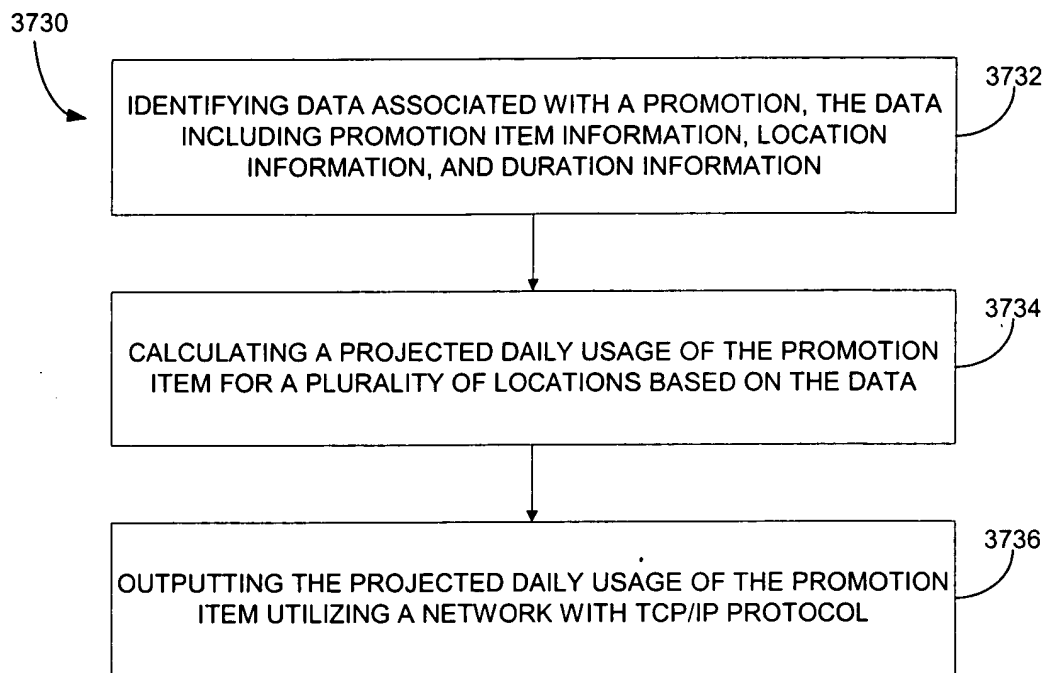 3730
3732
IDENTIFYING DATA ASSOCIATED WITH A PROMOTION, THE DATA
INCLUDING PROMOTION ITEM INFORMATION, LOCATION
INFORMATION, AND DURATION INFORMATION
3734
CALCULATING A PROJECTED DAILY USAGE OF THE PROMOTION
ITEM FOR A PLURALITY OF LOCATIONS BASED ON THE DATA
3736
OUTPUTTING THE PROJECTED DAILY USAGE OF THE PROMOTION
ITEM UTILIZING A NETWORK WITH TCP/IP PROTOCOL